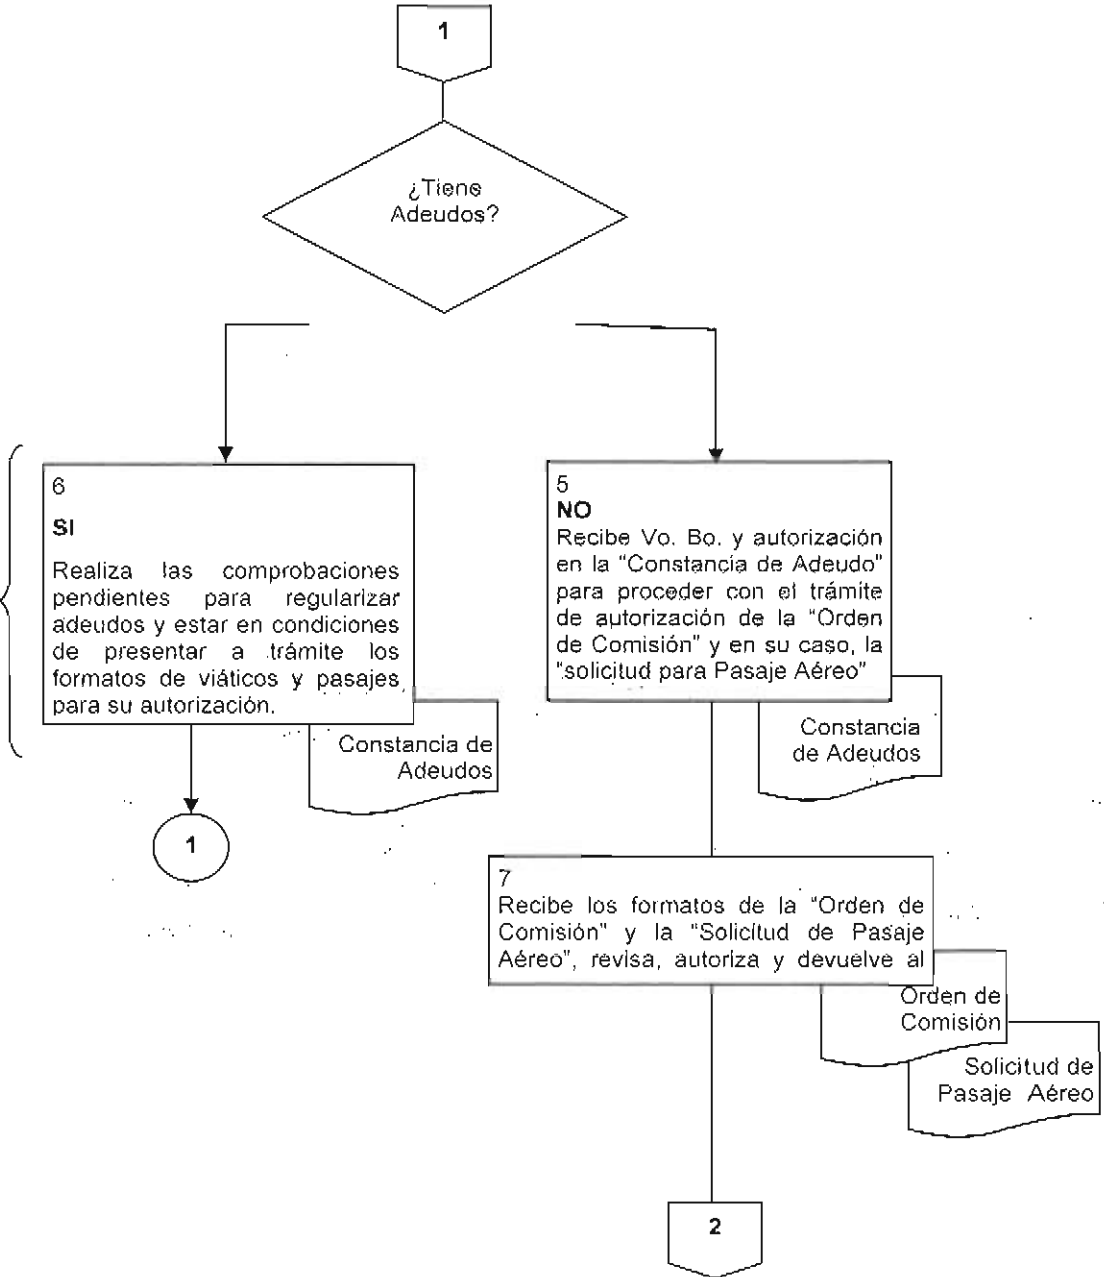 1
¿Tiene
Adeudos?
6
SI
Realiza las comprobaciones
pendientes para regularizar
adeudos y estar en condiciones
de presentar a trámite los
formatos de viáticos y pasajes
para su autorización.
Constancia de
Adeudos
1
5
NO
Recibe Vo. Bo. y autorización
en la “Constancia de Adeudo”
para proceder con el trámite
de autorización de la “Orden
de Comisión” y en su caso, la
“solicitud para Pasaje Aéreo”
Constancia
de Adeudos
7
Recibe los formatos de la “Orden de
Comisión” y la “Solicitud de Pasaje
Aéreo”, revisa, autoriza y devuelve al
Orden de
Comisión
Solicitud de
Pasaje Aéreo
2